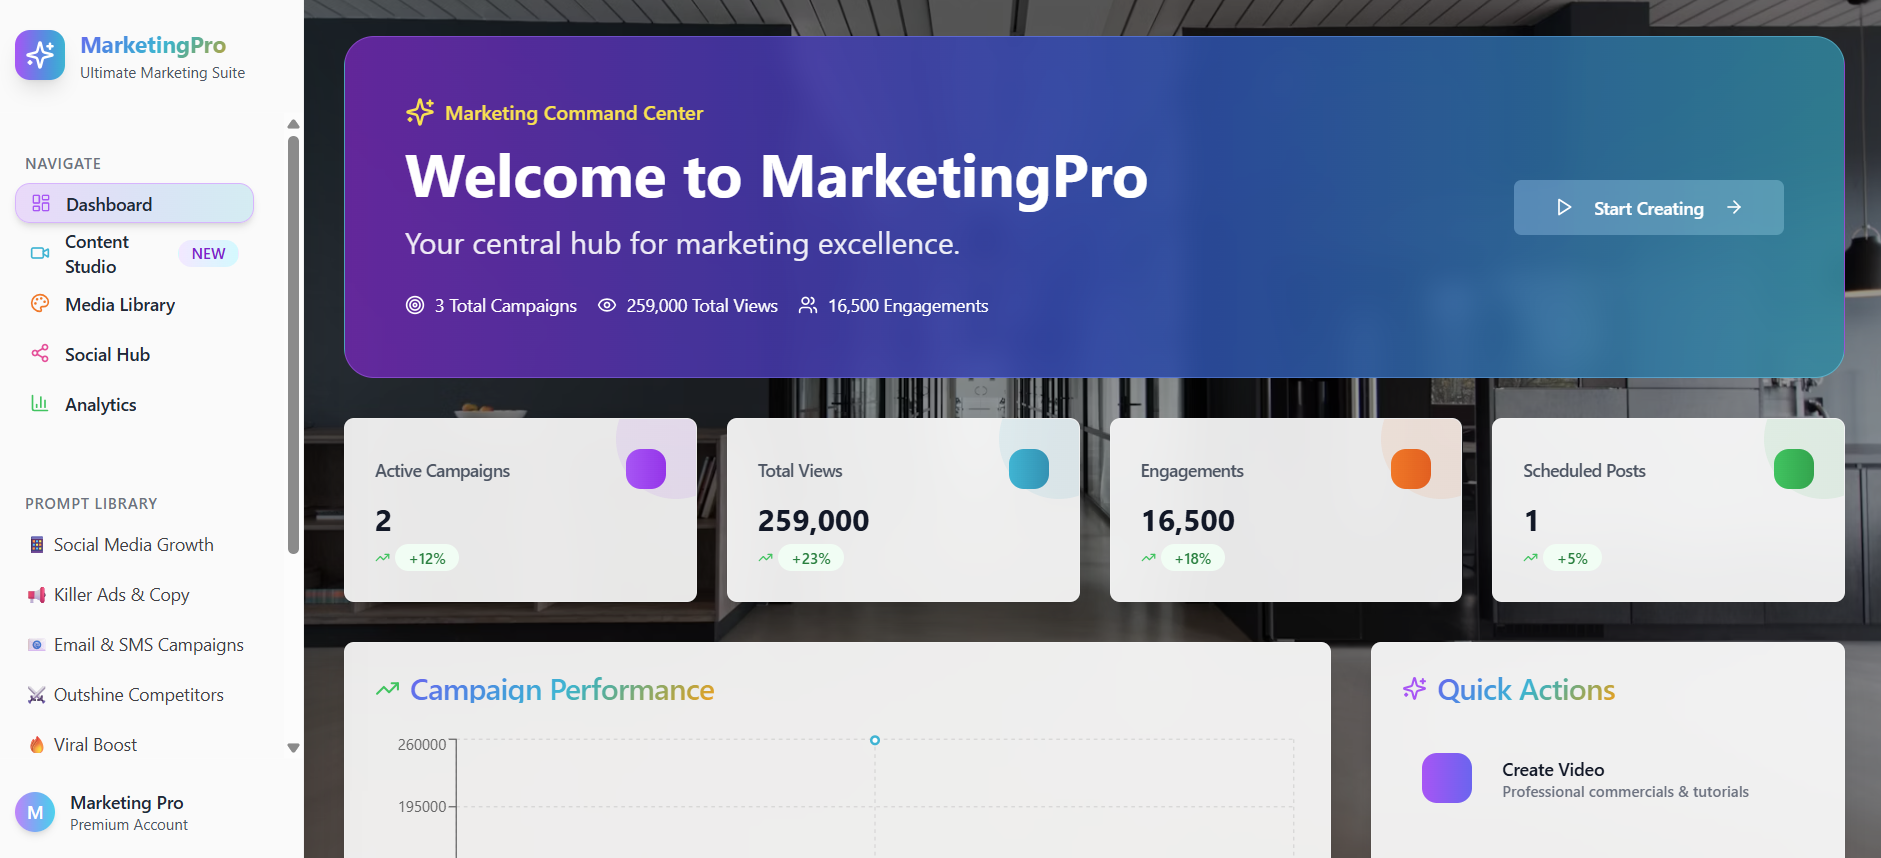 MarketingPro
Ultimate Marketing Suite
NAVIGATE
Dashboard
Content
Studio
NEW
Media Library
Social Hub
Analytics
PROMPT LIBRARY
Social Media Growth
Killer Ads & Copy
Email & SMS Campaigns
Outshine Competitors
Viral Boost
M
Marketing Pro
Premium Account
Marketing Command Center
Welcome to MarketingPro
Your central hub for marketing excellence.
3 Total Campaigns
259,000 Total Views
16,500 Engagements
Start Creating
Active Campaigns
2
+12%
Total Views
259,000
+23%
Engagements
16,500
+18%
Scheduled Posts
1
+5%
Campaign Performance
260000
195000
Quick Actions
Create Video
Professional commercials & tutorials